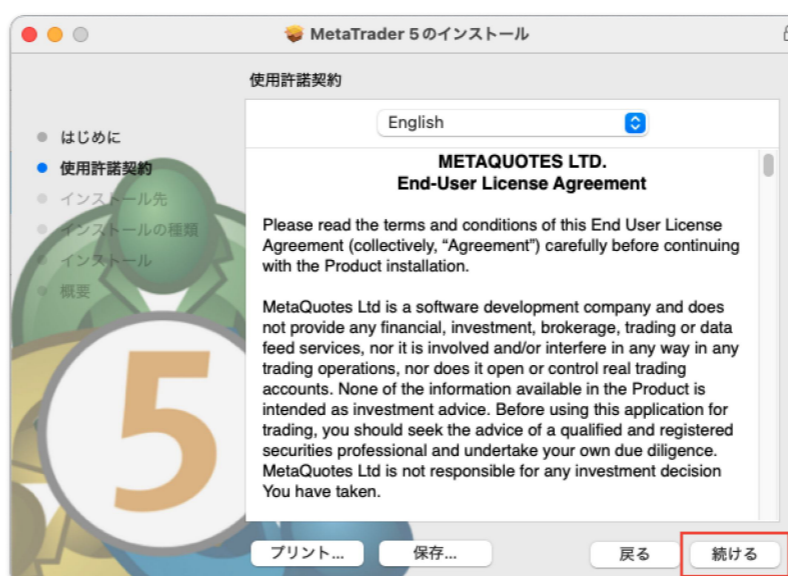 MetaTrader 5のインストール
使用許諾契約
はじめに
使用許諾契約
インストール先
インストールの種類
インストール
概要
5
English
METAQUOTES LTD.
End-User License Agreement
Please read the terms and conditions of this End User License
Agreement (collectively, “Agreement”) carefully before continuing
with the Product installation.
MetaQuotes Ltd is a software development company and does
not provide any financial, investment, brokerage, trading or data
feed services, nor it is involved and/or interfere in any way in any
trading operations, nor does it open or control real trading
accounts. None of the information available in the Product is
intended as investment advice. Before using this application for
trading, you should seek the advice of a qualified and registered
securities professional and undertake your own due diligence.
MetaQuotes Ltd is not responsible for any investment decision
You have taken.
プリント...
保存...
戻る
続ける